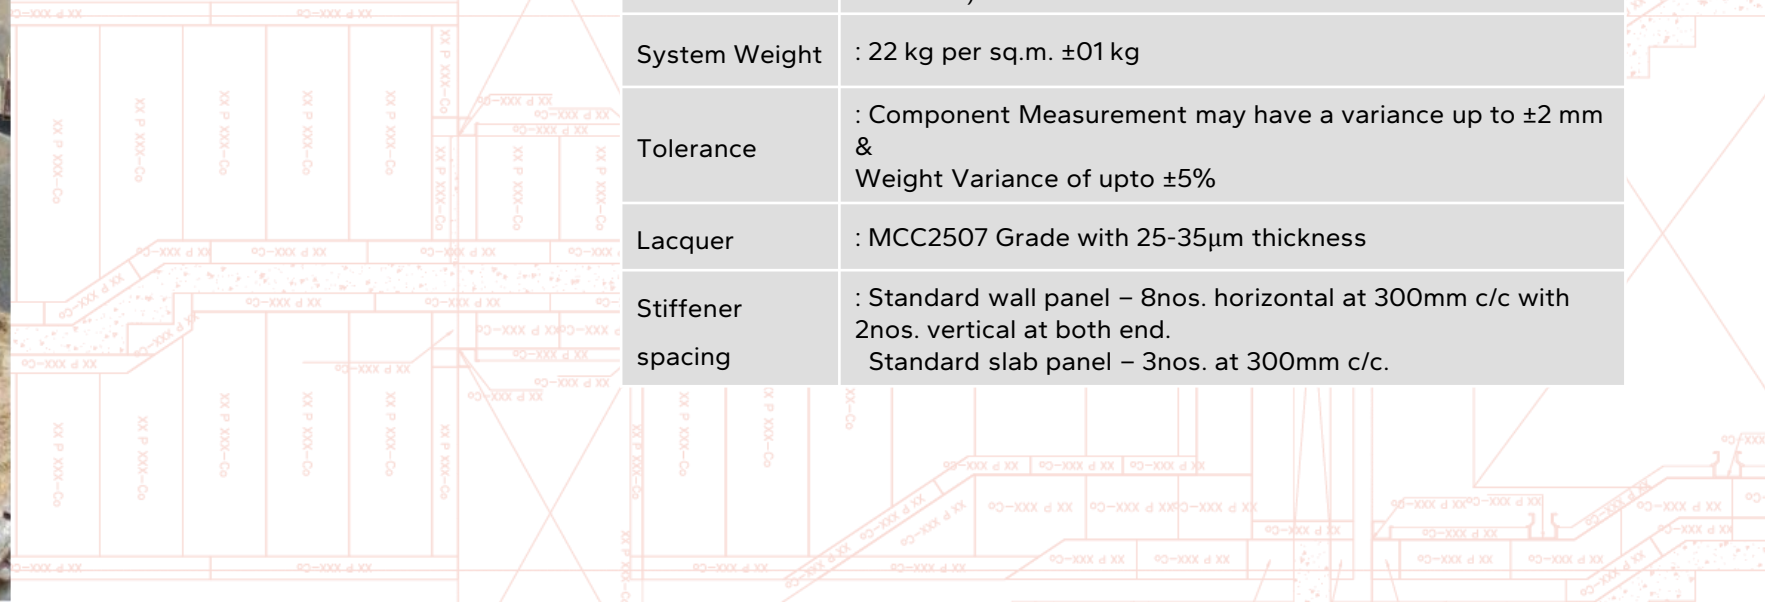 System Weight : 22 kg per sq.m. ±01 kg
Tolerance : Component Measurement may have a variance up to ±2 mm
&
Weight Variance of upto ±5%
Lacquer : MCC2507 Grade with 25-35µm thickness
Stiffener spacing : Standard wall panel – 8nos. horizontal at 300mm c/c with
2nos. vertical at both end.
Standard slab panel – 3nos. at 300mm c/c.